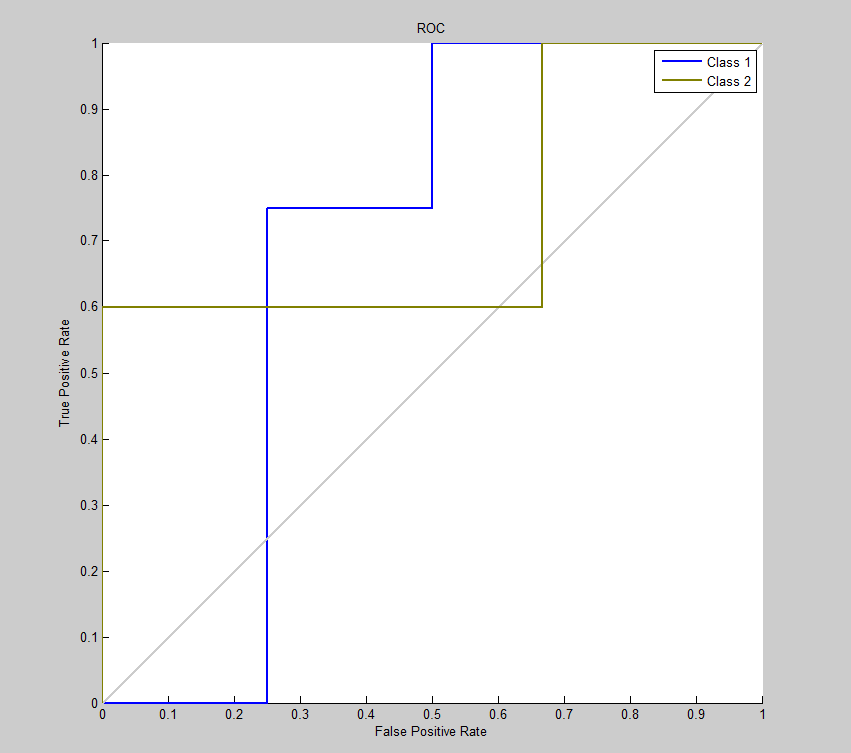 ROC
Class 1
Class 2
1
0.9
0.8
0.7
0.6
0.5
0.4
0.3
0.2
0.1
0
True Positive Rate
0 0.1 0.2 0.3 0.4 0.5 0.6 0.7 0.8 0.9 1
False Positive Rate